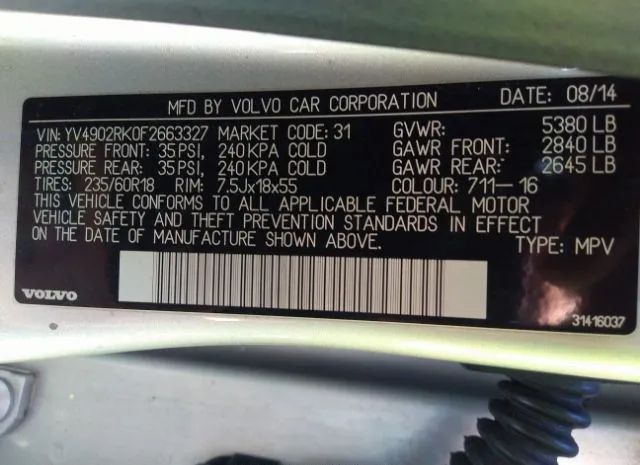 MFD BY VOLVO CAR CORPORATION DATE: 08/14
VIN: YV4902RK0F2663327 MARKET CODE: 31 GVWR: 5380 LB
PRESSURE FRONT: 35 PSI, 240 KPA COLD GAWR FRONT: 2840 LB
PRESSURE REAR: 35 PSI, 240 KPA COLD GAWR REAR: 2645 LB
TIRES: 235/60R18 RIM: 7.5Jx18x55 COLOUR: 711-16
THIS VEHICLE CONFORMS TO ALL APPLICABLE FEDERAL MOTOR
VEHICLE SAFETY AND THEFT PREVENTION STANDARDS IN EFFECT
ON THE DATE OF MANUFACTURE SHOWN ABOVE. TYPE: MPV
VOLVO
31416037